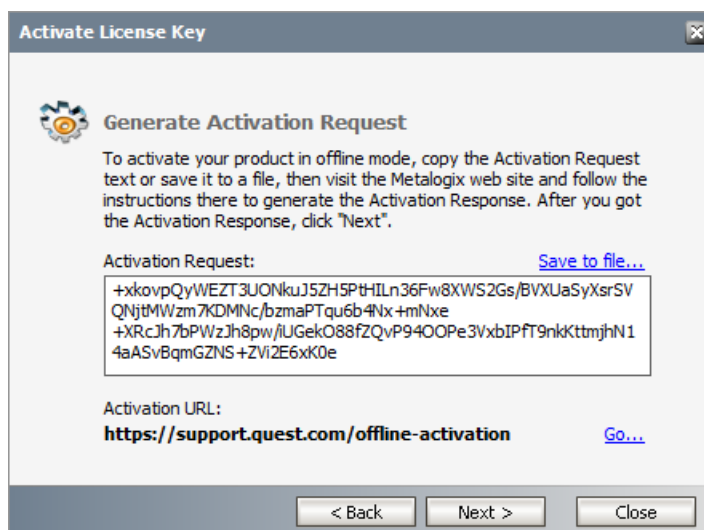 Activate License Key
Generate Activation Request
To activate your product in offline mode, copy the Activation Request
text or save it to a file, then visit the Metalogix web site and follow the
instructions there to generate the Activation Response. After you got
the Activation Response, click "Next".
Activation Request:
Save to file...
+xkovpQyWEZT3UONkuJ5ZH5PtHILn36Fw8XWS2Gs/BVXUaSyXsrSV
QNjtMWzm7KDMNc/bzmaPTqu6b4Nx+mNxe
+XRcJh7bPWzJh8pw/iUGekO88fZQvP94OOPe3VxbIPfT9nkKttmjhN1
4aASvBqmGZNS+ZVi2E6xK0e
Activation URL:
https://support.quest.com/offline-activation
Go...
< Back
Next >
Close